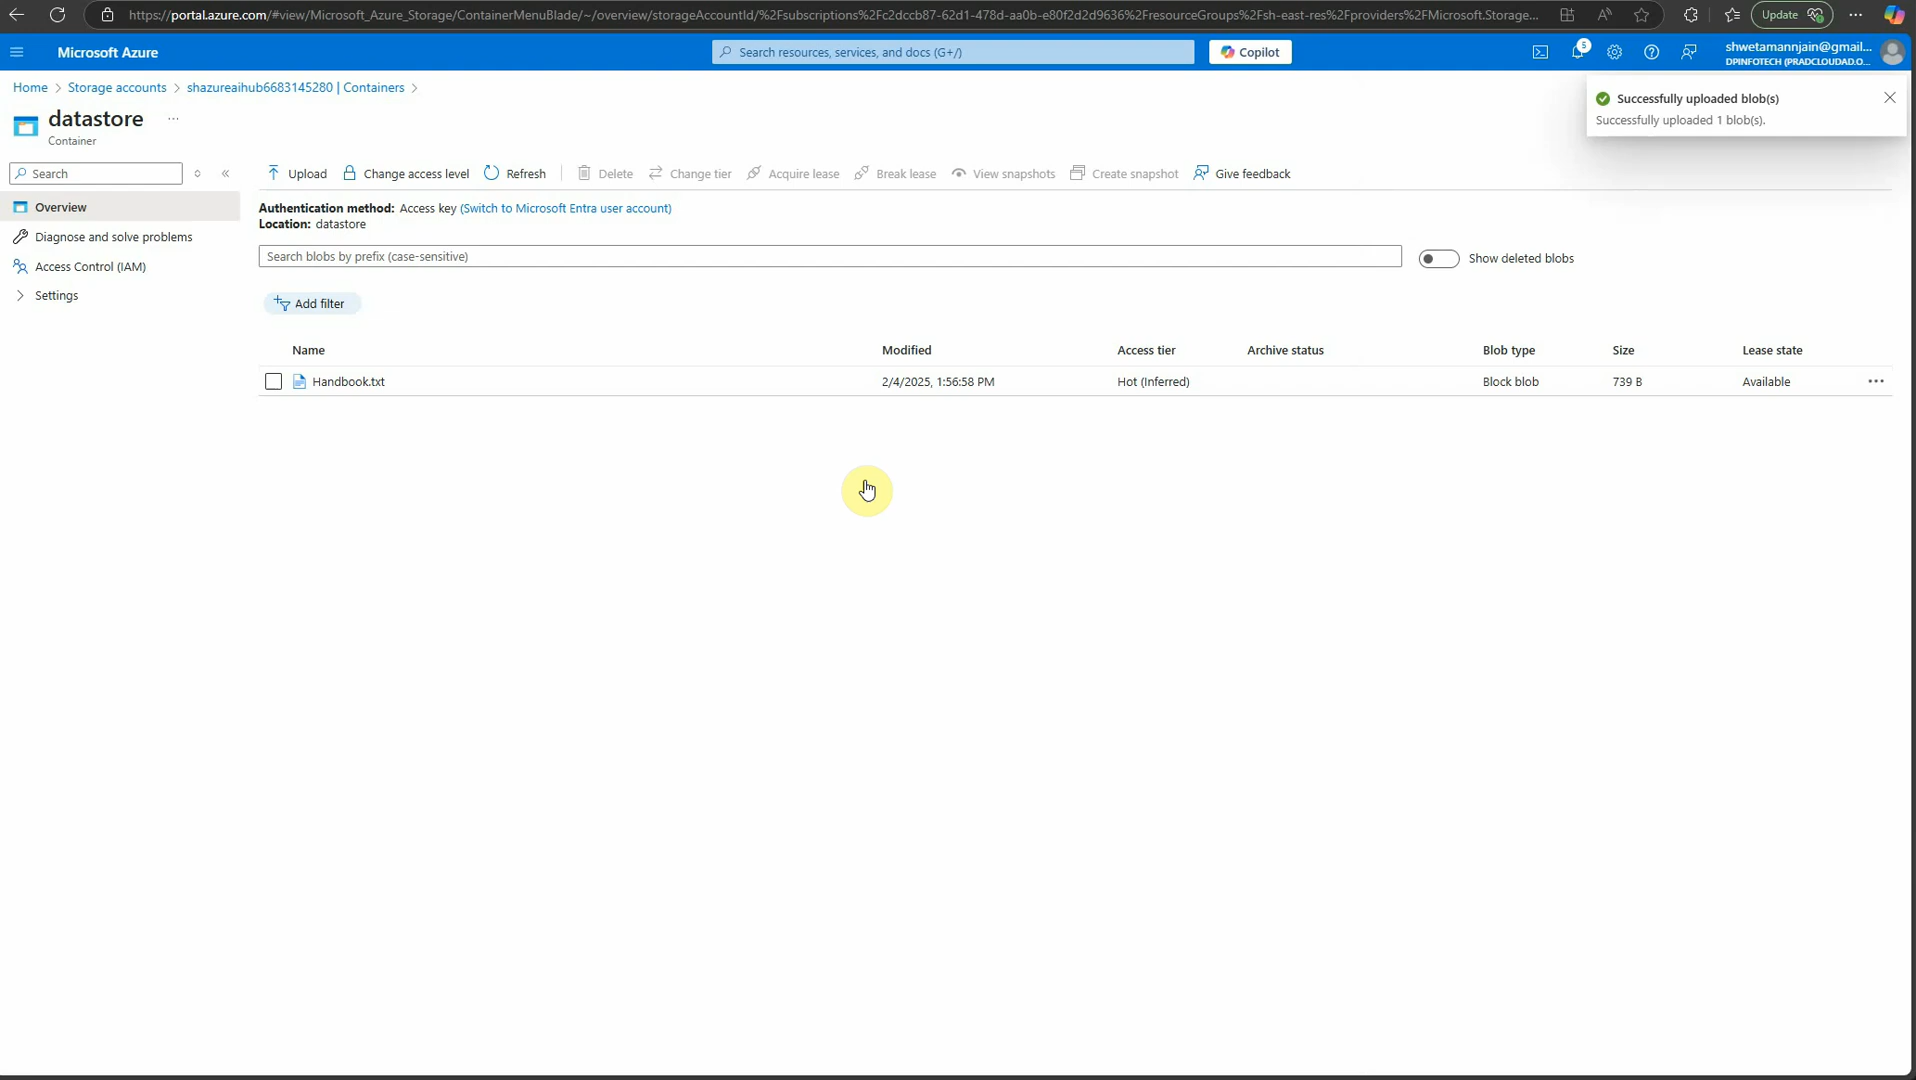 https://portal.azure.com/#view/Microsoft_Azure_Storage/ContainerMenuBlade/~/overview/storageAccountId/%2Fsubscriptions%2Fc2dccb87-62d1-478d-aa0b-e80f2d2d9636%2FresourceGroups%2Fsh-east-res%2Fproviders%2FMicrosoft.Storage...
Update
Microsoft Azure
Search resources, services, and docs (G+/)
Copilot
5
shwetamannjain@gmail...
DPINFOTECH (PRADCLOUDAD.O...
Home > Storage accounts > shazureaihub6683145280 | Containers >
Successfully uploaded blob(s)
Successfully uploaded 1 blob(s).
datastore ...
Container
Search
Upload Change access level Refresh Delete Change tier Acquire lease Break lease View snapshots Create snapshot Give feedback
Overview
Diagnose and solve problems
Access Control (IAM)
Settings
Authentication method: Access key (Switch to Microsoft Entra user account)
Location: datastore
Search blobs by prefix (case-sensitive)
Show deleted blobs
Add filter
Name Modified Access tier Archive status Blob type Size Lease state
Handbook.txt 2/4/2025, 1:56:58 PM Hot (Inferred) Block blob 739 B Available ...